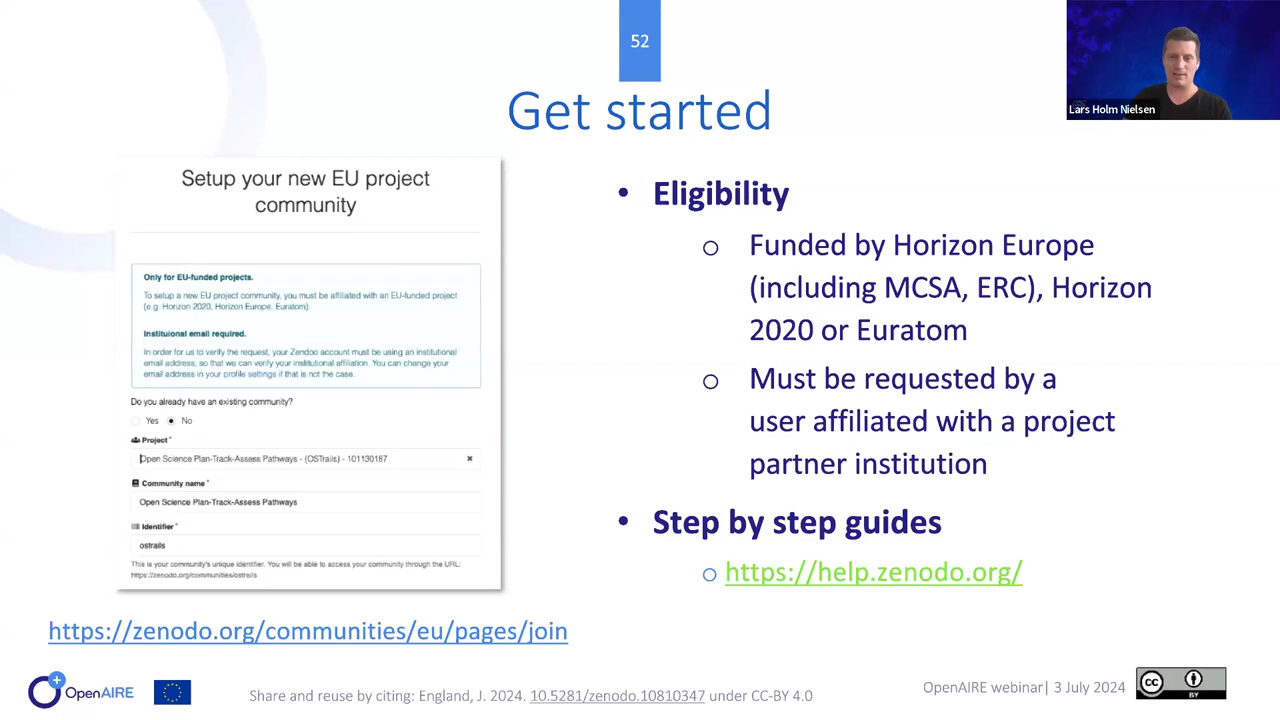 52
Lars Holm Nielsen
Get started
Setup your new EU project
community
Only for EU-funded projects.
To setup a new EU project community, you must be affiliated with an EU-funded project
(e.g. Horizon 2020, Horizon Europe, Euratom).
Instituional email required.
In order for us to verify the request, your Zendoo account must be using an institutional
email address, so that we can verify your institutional affiliation. You can change your
email address in your profile settings if that is not the case.
Do you already have an existing community?
Yes No
Project *
Open Science Plan-Track-Assess Pathways - (OSTrails) - 101130187
Community name *
Open Science Plan-Track-Assess Pathways
Identifier *
ostrails
This is your community's unique identifier. You will be able to access your community through the URL:
https://zenodo.org/communities/ostrails
https://zenodo.org/communities/eu/pages/join
• Eligibility
o Funded by Horizon Europe
(including MCSA, ERC), Horizon
2020 or Euratom
o Must be requested by a
user affiliated with a project
partner institution
• Step by step guides
o https://help.zenodo.org/
OpenAIRE
Share and reuse by citing: England, J. 2024. 10.5281/zenodo.10810347 under CC-BY 4.0
OpenAIRE webinar| 3 July 2024
cc
BY